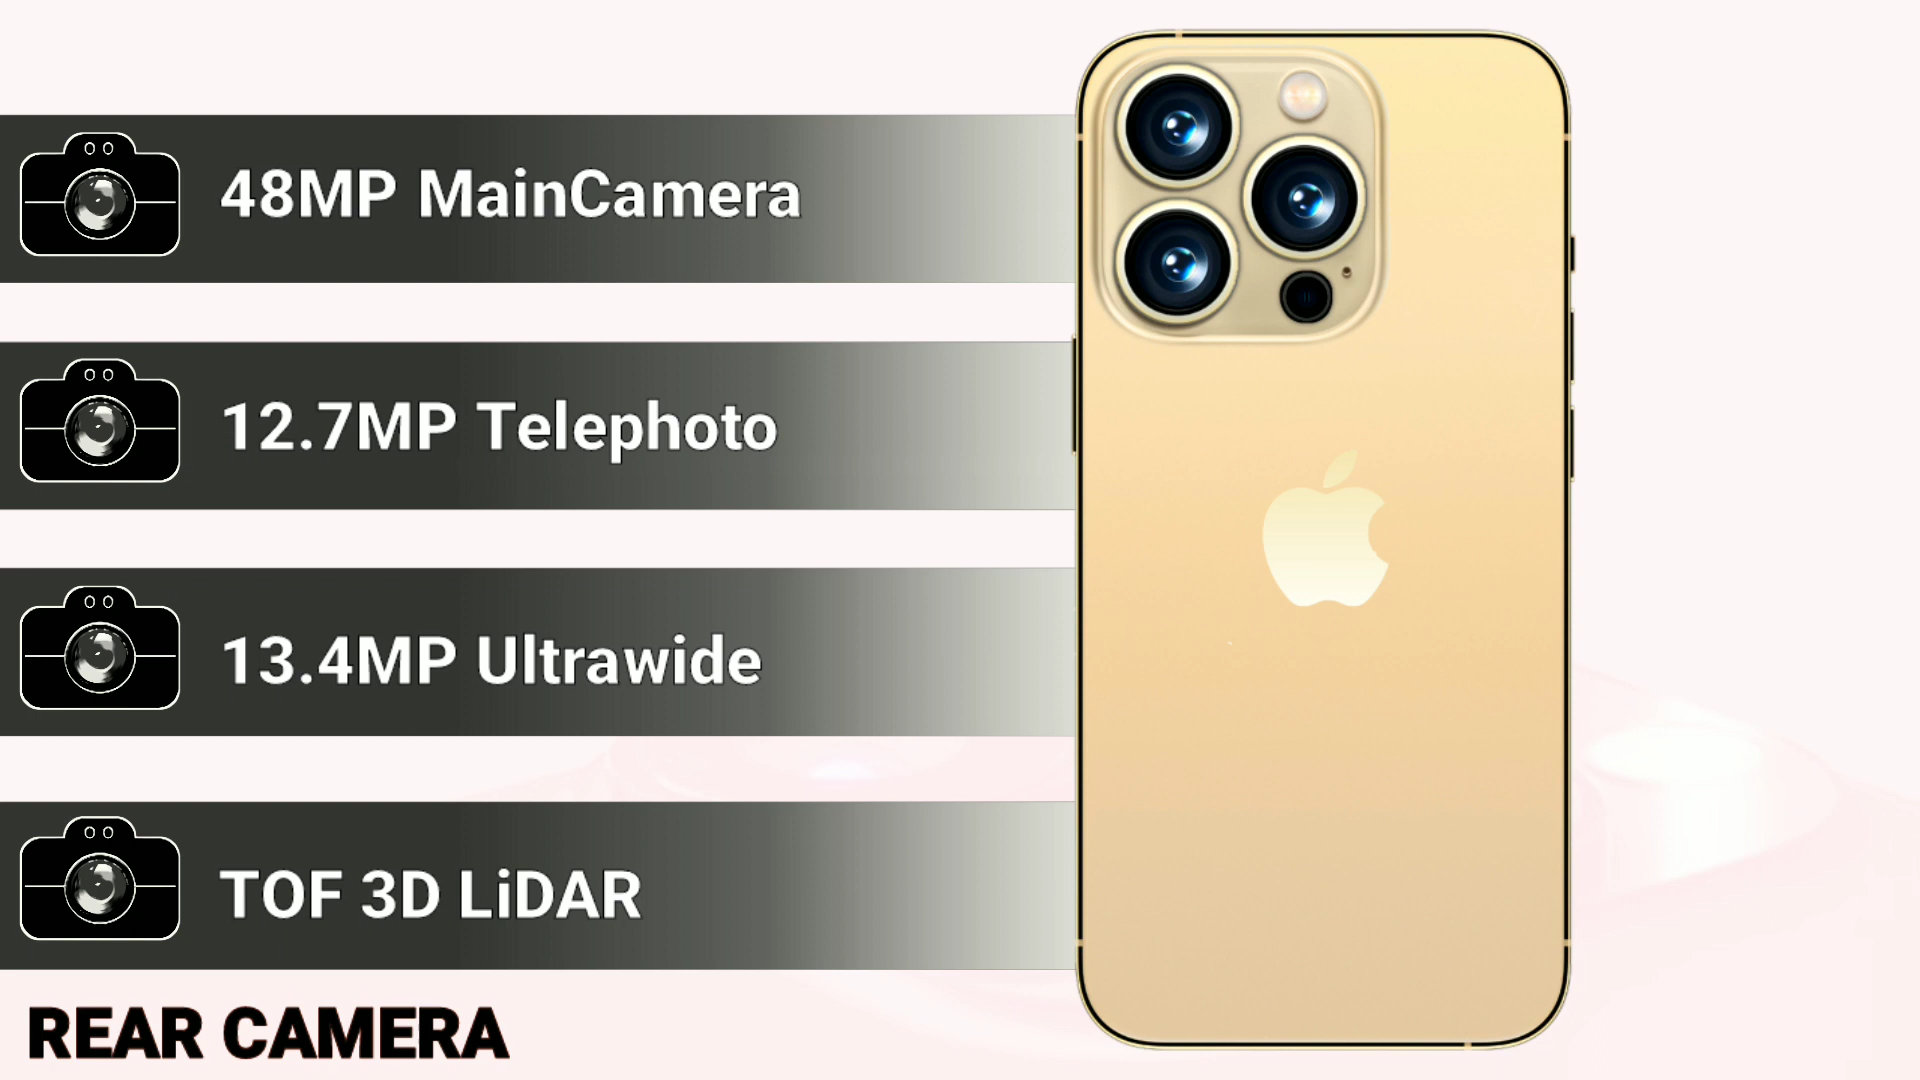 48MP MainCamera
12.7MP Telephoto
13.4MP Ultrawide
TOF 3D LiDAR
REAR CAMERA